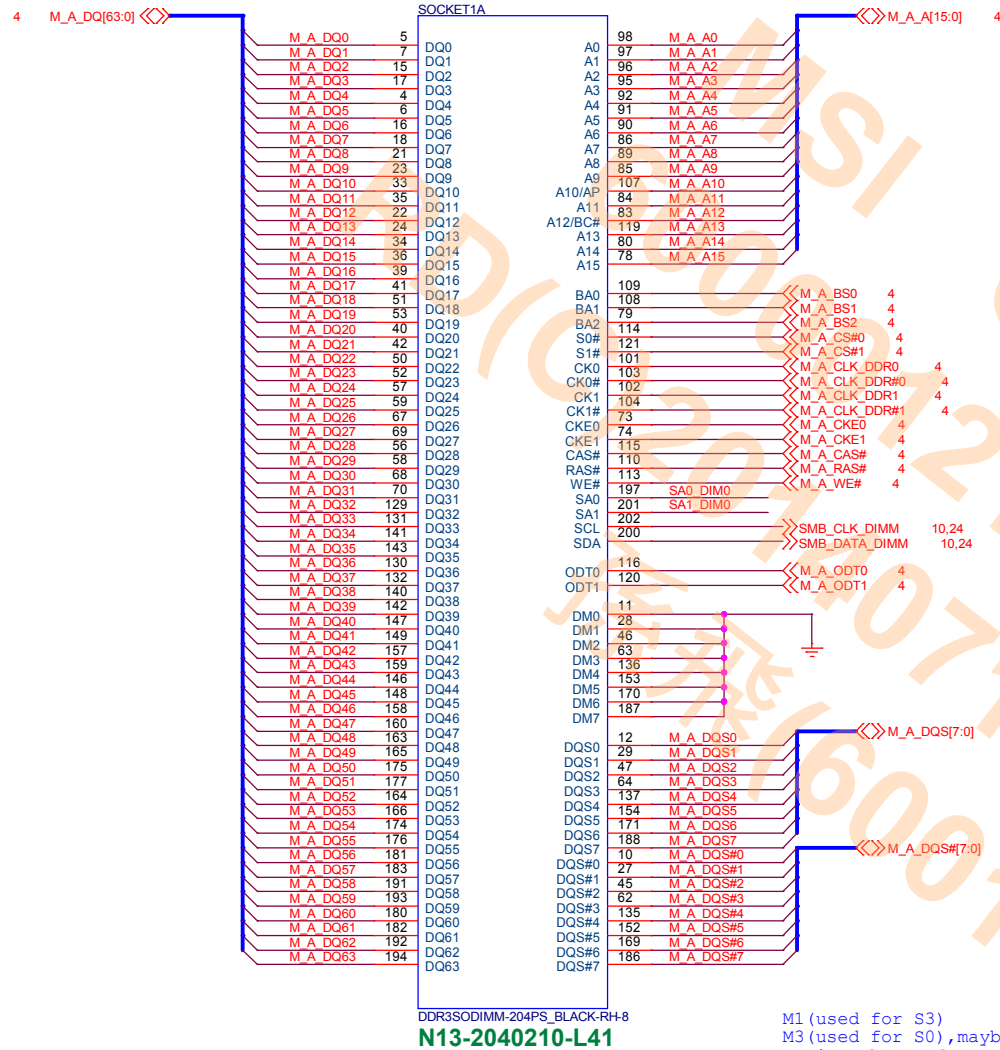 4 M_A_DQ[63:0]
SOCKET1A
M_A_A[15:0] 4
M_A_DQ0 5 DQ0
M_A_DQ1 7 DQ1
M_A_DQ2 15 DQ2
M_A_DQ3 17 DQ3
M_A_DQ4 4 DQ4
M_A_DQ5 6 DQ5
M_A_DQ6 16 DQ6
M_A_DQ7 18 DQ7
M_A_DQ8 21 DQ8
M_A_DQ9 23 DQ9
M_A_DQ10 33 DQ10
M_A_DQ11 35 DQ11
M_A_DQ12 22 DQ12
M_A_DQ13 24 DQ13
M_A_DQ14 34 DQ14
M_A_DQ15 36 DQ15
M_A_DQ16 39 DQ16
M_A_DQ17 41 DQ17
M_A_DQ18 51 DQ18
M_A_DQ19 53 DQ19
M_A_DQ20 40 DQ20
M_A_DQ21 42 DQ21
M_A_DQ22 50 DQ22
M_A_DQ23 52 DQ23
M_A_DQ24 57 DQ24
M_A_DQ25 59 DQ25
M_A_DQ26 67 DQ26
M_A_DQ27 69 DQ27
M_A_DQ28 56 DQ28
M_A_DQ29 58 DQ29
M_A_DQ30 68 DQ30
M_A_DQ31 70 DQ31
M_A_DQ32 129 DQ32
M_A_DQ33 131 DQ33
M_A_DQ34 141 DQ34
M_A_DQ35 143 DQ35
M_A_DQ36 130 DQ36
M_A_DQ37 132 DQ37
M_A_DQ38 140 DQ38
M_A_DQ39 142 DQ39
M_A_DQ40 147 DQ40
M_A_DQ41 149 DQ41
M_A_DQ42 157 DQ42
M_A_DQ43 159 DQ43
M_A_DQ44 146 DQ44
M_A_DQ45 148 DQ45
M_A_DQ46 158 DQ46
M_A_DQ47 160 DQ47
M_A_DQ48 163 DQ48
M_A_DQ49 165 DQ49
M_A_DQ50 175 DQ50
M_A_DQ51 177 DQ51
M_A_DQ52 164 DQ52
M_A_DQ53 166 DQ53
M_A_DQ54 174 DQ54
M_A_DQ55 176 DQ55
M_A_DQ56 181 DQ56
M_A_DQ57 183 DQ57
M_A_DQ58 191 DQ58
M_A_DQ59 193 DQ59
M_A_DQ60 180 DQ60
M_A_DQ61 182 DQ61
M_A_DQ62 192 DQ62
M_A_DQ63 194 DQ63
A0 98 M_A_A0
A1 97 M_A_A1
A2 96 M_A_A2
A3 95 M_A_A3
A4 92 M_A_A4
A5 91 M_A_A5
A6 90 M_A_A6
A7 86 M_A_A7
A8 89 M_A_A8
A9 85 M_A_A9
A10/AP 107 M_A_A10
A11 84 M_A_A11
A12/BC# 83 M_A_A12
A13 119 M_A_A13
A14 80 M_A_A14
A15 78 M_A_A15
BA0 109 M_A_BS0 4
BA1 108 M_A_BS1 4
BA2 79 M_A_BS2 4
S0# 114 M_A_CS#0 4
S1# 121 M_A_CS#1 4
CK0 101 M_A_CLK_DDR0 4
CK0# 103 M_A_CLK_DDR#0 4
CK1 102 M_A_CLK_DDR1 4
CK1# 104 M_A_CLK_DDR#1 4
CKE0 73 M_A_CKE0 4
CKE1 74 M_A_CKE1 4
CAS# 115 M_A_CAS# 4
RAS# 110 M_A_RAS# 4
WE# 113 M_A_WE# 4
SA0 197 SA0_DIM0
SA1 201 SA1_DIM0
SCL 202 SMB_CLK_DIMM 10,24
SDA 200 SMB_DATA_DIMM 10,24
ODT0 116 M_A_ODT0 4
ODT1 120 M_A_ODT1 4
DM0 11
DM1 28
DM2 46
DM3 63
DM4 136
DM5 153
DM6 170
DM7 187
M_A_DQS[7:0]
DQS0 12 M_A_DQS0
DQS1 29 M_A_DQS1
DQS2 47 M_A_DQS2
DQS3 64 M_A_DQS3
DQS4 137 M_A_DQS4
DQS5 154 M_A_DQS5
DQS6 171 M_A_DQS6
DQS7 188 M_A_DQS7
M_A_DQS#[7:0]
DQS#0 10 M_A_DQS#0
DQS#1 27 M_A_DQS#1
DQS#2 45 M_A_DQS#2
DQS#3 62 M_A_DQS#3
DQS#4 135 M_A_DQS#4
DQS#5 152 M_A_DQS#5
DQS#6 169 M_A_DQS#6
DQS#7 186 M_A_DQS#7
DDR3SODIMM-204PS_BLACK-RH-8
N13-2040210-L41
M1(used for S3)
M3(used for S0),mayb
MSI